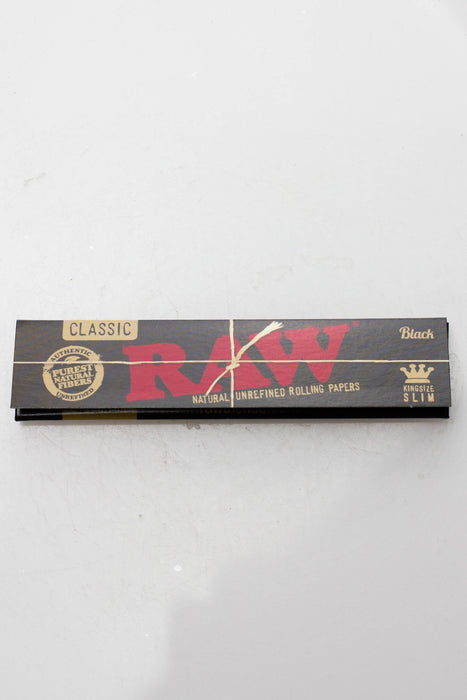 CLASSIC
Black
AUTHENTIC
PUREST
NATURAL
FIBERS
UNREFINED
RAW
NATURAL UNREFINED ROLLING PAPERS
KINGSIZE
SLIM